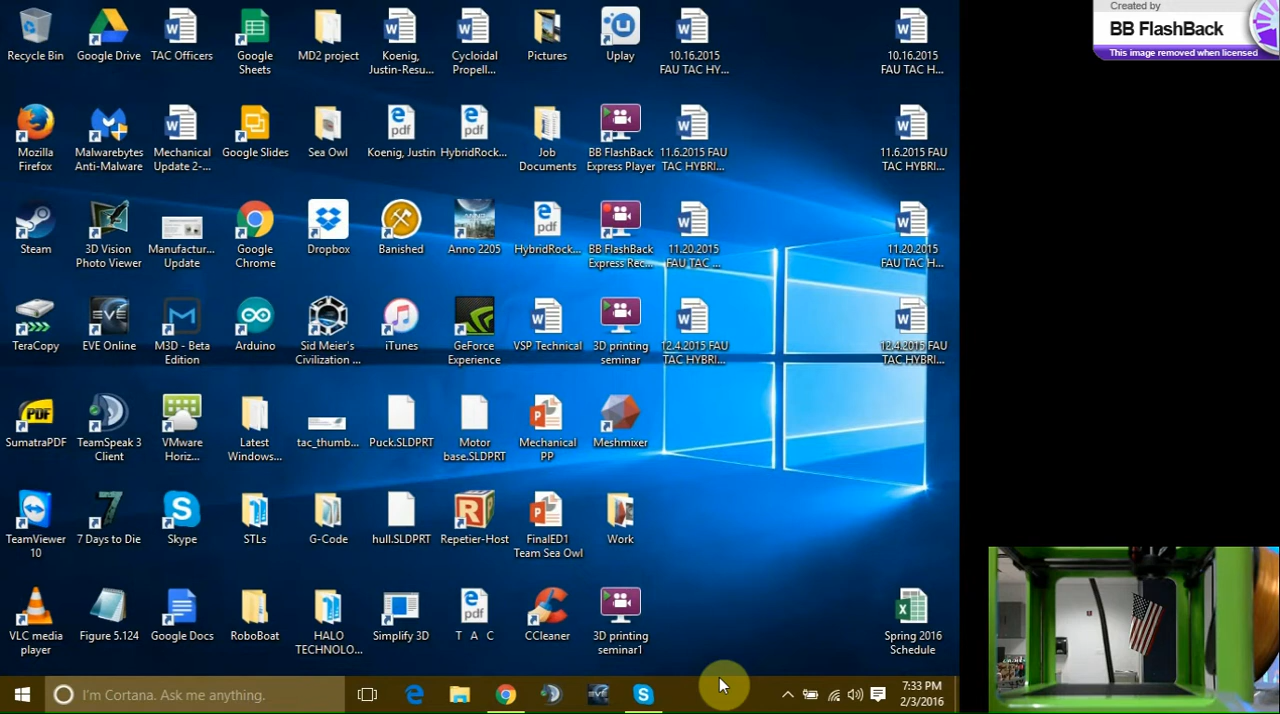 Created by
BB FlashBack
This image removed when licensed
Recycle Bin
Google Drive
TAC Officers
Google
Sheets
MD2 project
Koenig,
Justin-Resu...
Cycloidal
Propell...
Pictures
Uplay
10.16.2015
FAU TAC HY...
10.16.2015
FAU TAC H...
Mozilla
Firefox
Malwarebytes
Anti-Malware
Mechanical
Update 2-...
Google Slides
Sea Owl
pdf
Koenig, Justin
pdf
HybridRock...
Job
Documents
BB FlashBack
Express Player
11.6.2015 FAU
TAC HYBRI...
11.6.2015 FAU
TAC HYBRI...
Steam
3D Vision
Photo Viewer
Manufactur...
Update
Google
Chrome
Dropbox
Banished
Anno 2205
pdf
HybridRock...
BB FlashBack
Express Rec...
11.20.2015
FAU TAC ...
11.20.2015
FAU TAC H...
TeraCopy
EVE Online
M3D - Beta
Edition
Arduino
Sid Meier's
Civilization ...
iTunes
GeForce
Experience
VSP Technical
3D printing
seminar
12.4.2015 FAU
TAC HYBRI...
12.4.2015 FAU
TAC HYBRI...
PDF
SumatraPDF
TeamSpeak 3
Client
VMware
Horiz...
Latest
Windows...
tac_thumb...
Puck.SLDPRT
Motor
base.SLDPRT
Mechanical
PP
Meshmixer
TeamViewer
10
7 Days to Die
Skype
STLs
G-Code
hull.SLDPRT
Repetier-Host
FinalED1
Team Sea Owl
Work
VLC media
player
Figure 5.124
Google Docs
RoboBoat
HALO
TECHNOLO...
Simplify 3D
pdf
T A C
CCleaner
3D printing
seminar1
Spring 2016
Schedule
I'm Cortana. Ask me anything.
7:33 PM
2/3/2016